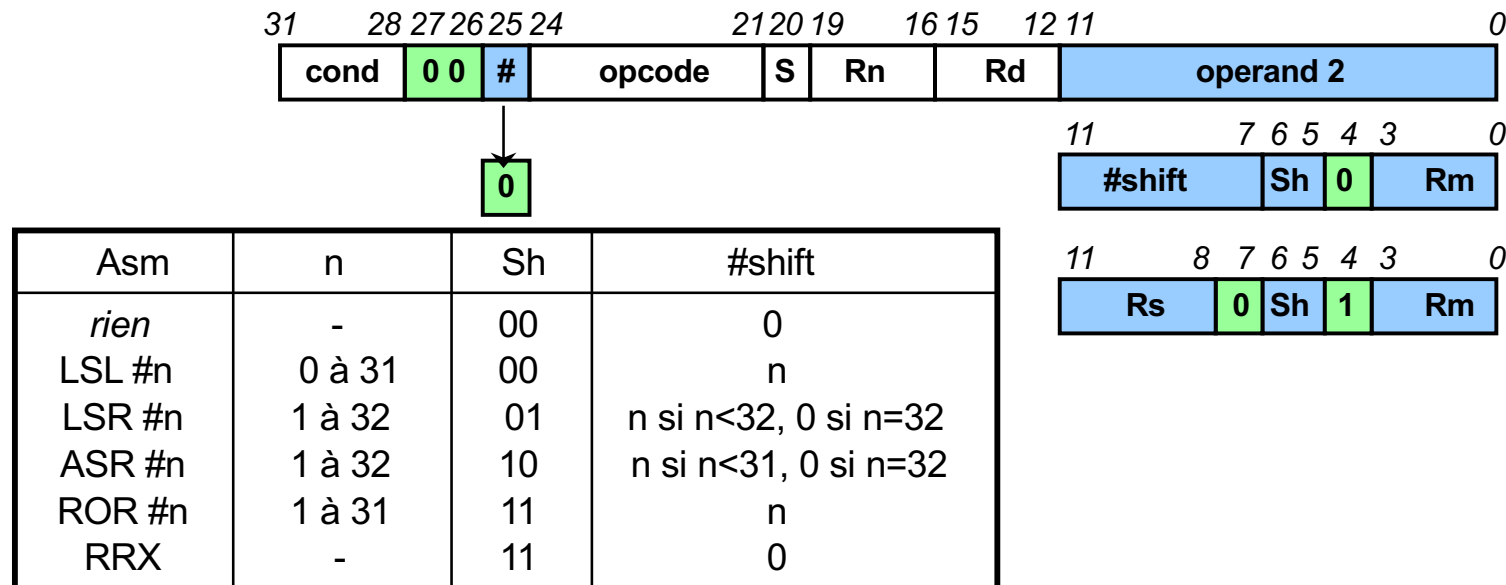 31 28 27 26 25 24 21 20 19 16 15 12 11 0
cond 0 0 # opcode S Rn Rd operand 2
11 7 6 5 4 3 0
0 #shift Sh 0 Rm
Asm n Sh #shift
11 8 7 6 5 4 3 0
Rs 0 Sh 1 Rm
rien - 00 0
LSL #n 0 à 31 00 n
LSR #n 1 à 32 01 n si n<32, 0 si n=32
ASR #n 1 à 32 10 n si n<31, 0 si n=32
ROR #n 1 à 31 11 n
RRX - 11 0